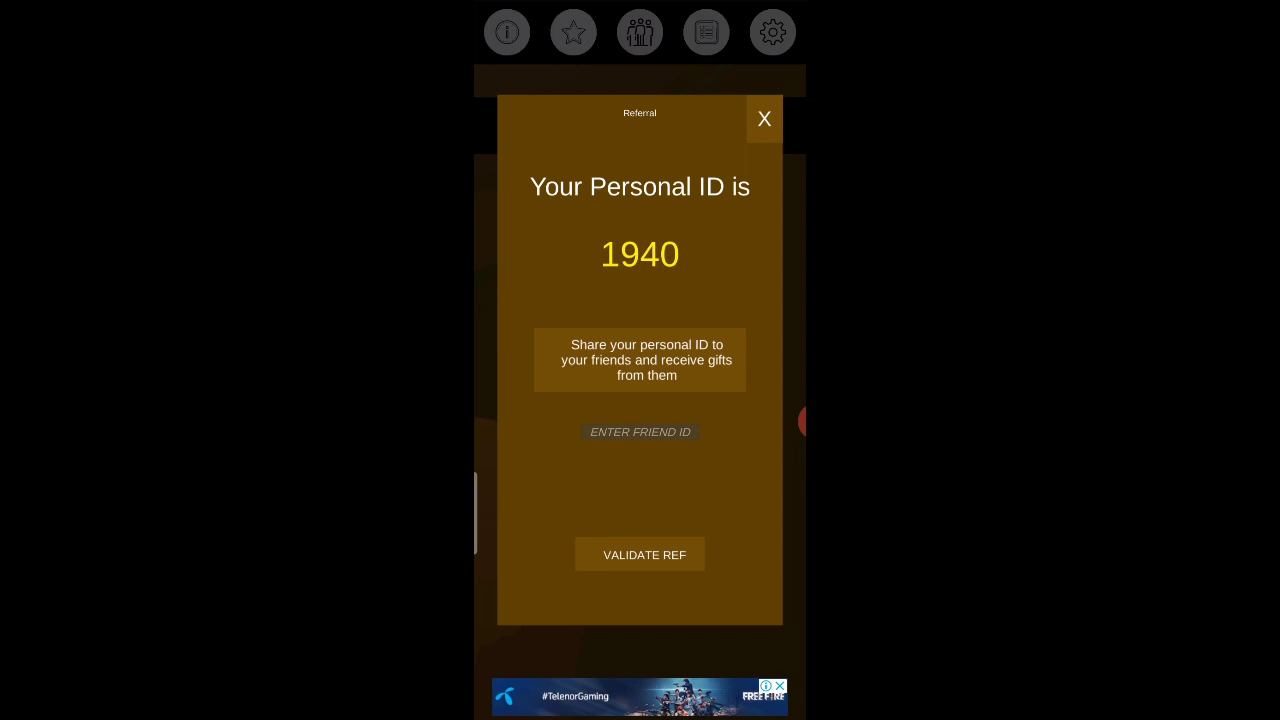 Referral
X
Your Personal ID is
1940
Share your personal ID to
your friends and receive gifts
from them
ENTER FRIEND ID
VALIDATE REF
#TelenorGaming
FREE FIRE